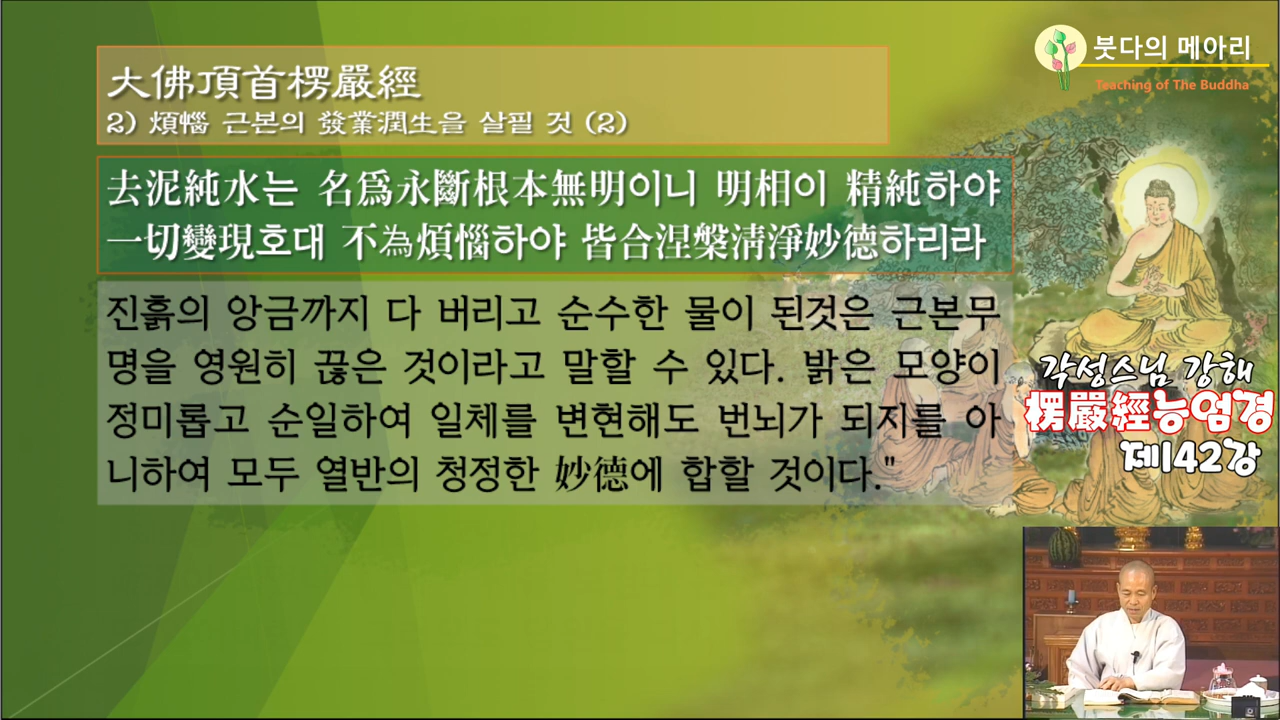 大佛頂首楞嚴經
2) 煩惱 근본의 發業潤生을 살필 것 (2)
去泥純水는 名爲永斷根本無明이니 明相이 精純하야
一切變現호대 不為煩惱하야 皆合涅槃淸淨妙德하리라
진흙의 앙금까지 다 버리고 순수한 물이 된것은 근본무
명을 영원히 끊은 것이라고 말할 수 있다. 밝은 모양이
정미롭고 순일하여 일체를 변현해도 번뇌가 되지를 아
니하여 모두 열반의 청정한 妙德에 합할 것이다."
붓다의 메아리
Teaching of The Buddha
각성스님 강해
楞嚴經능엄경
제142강